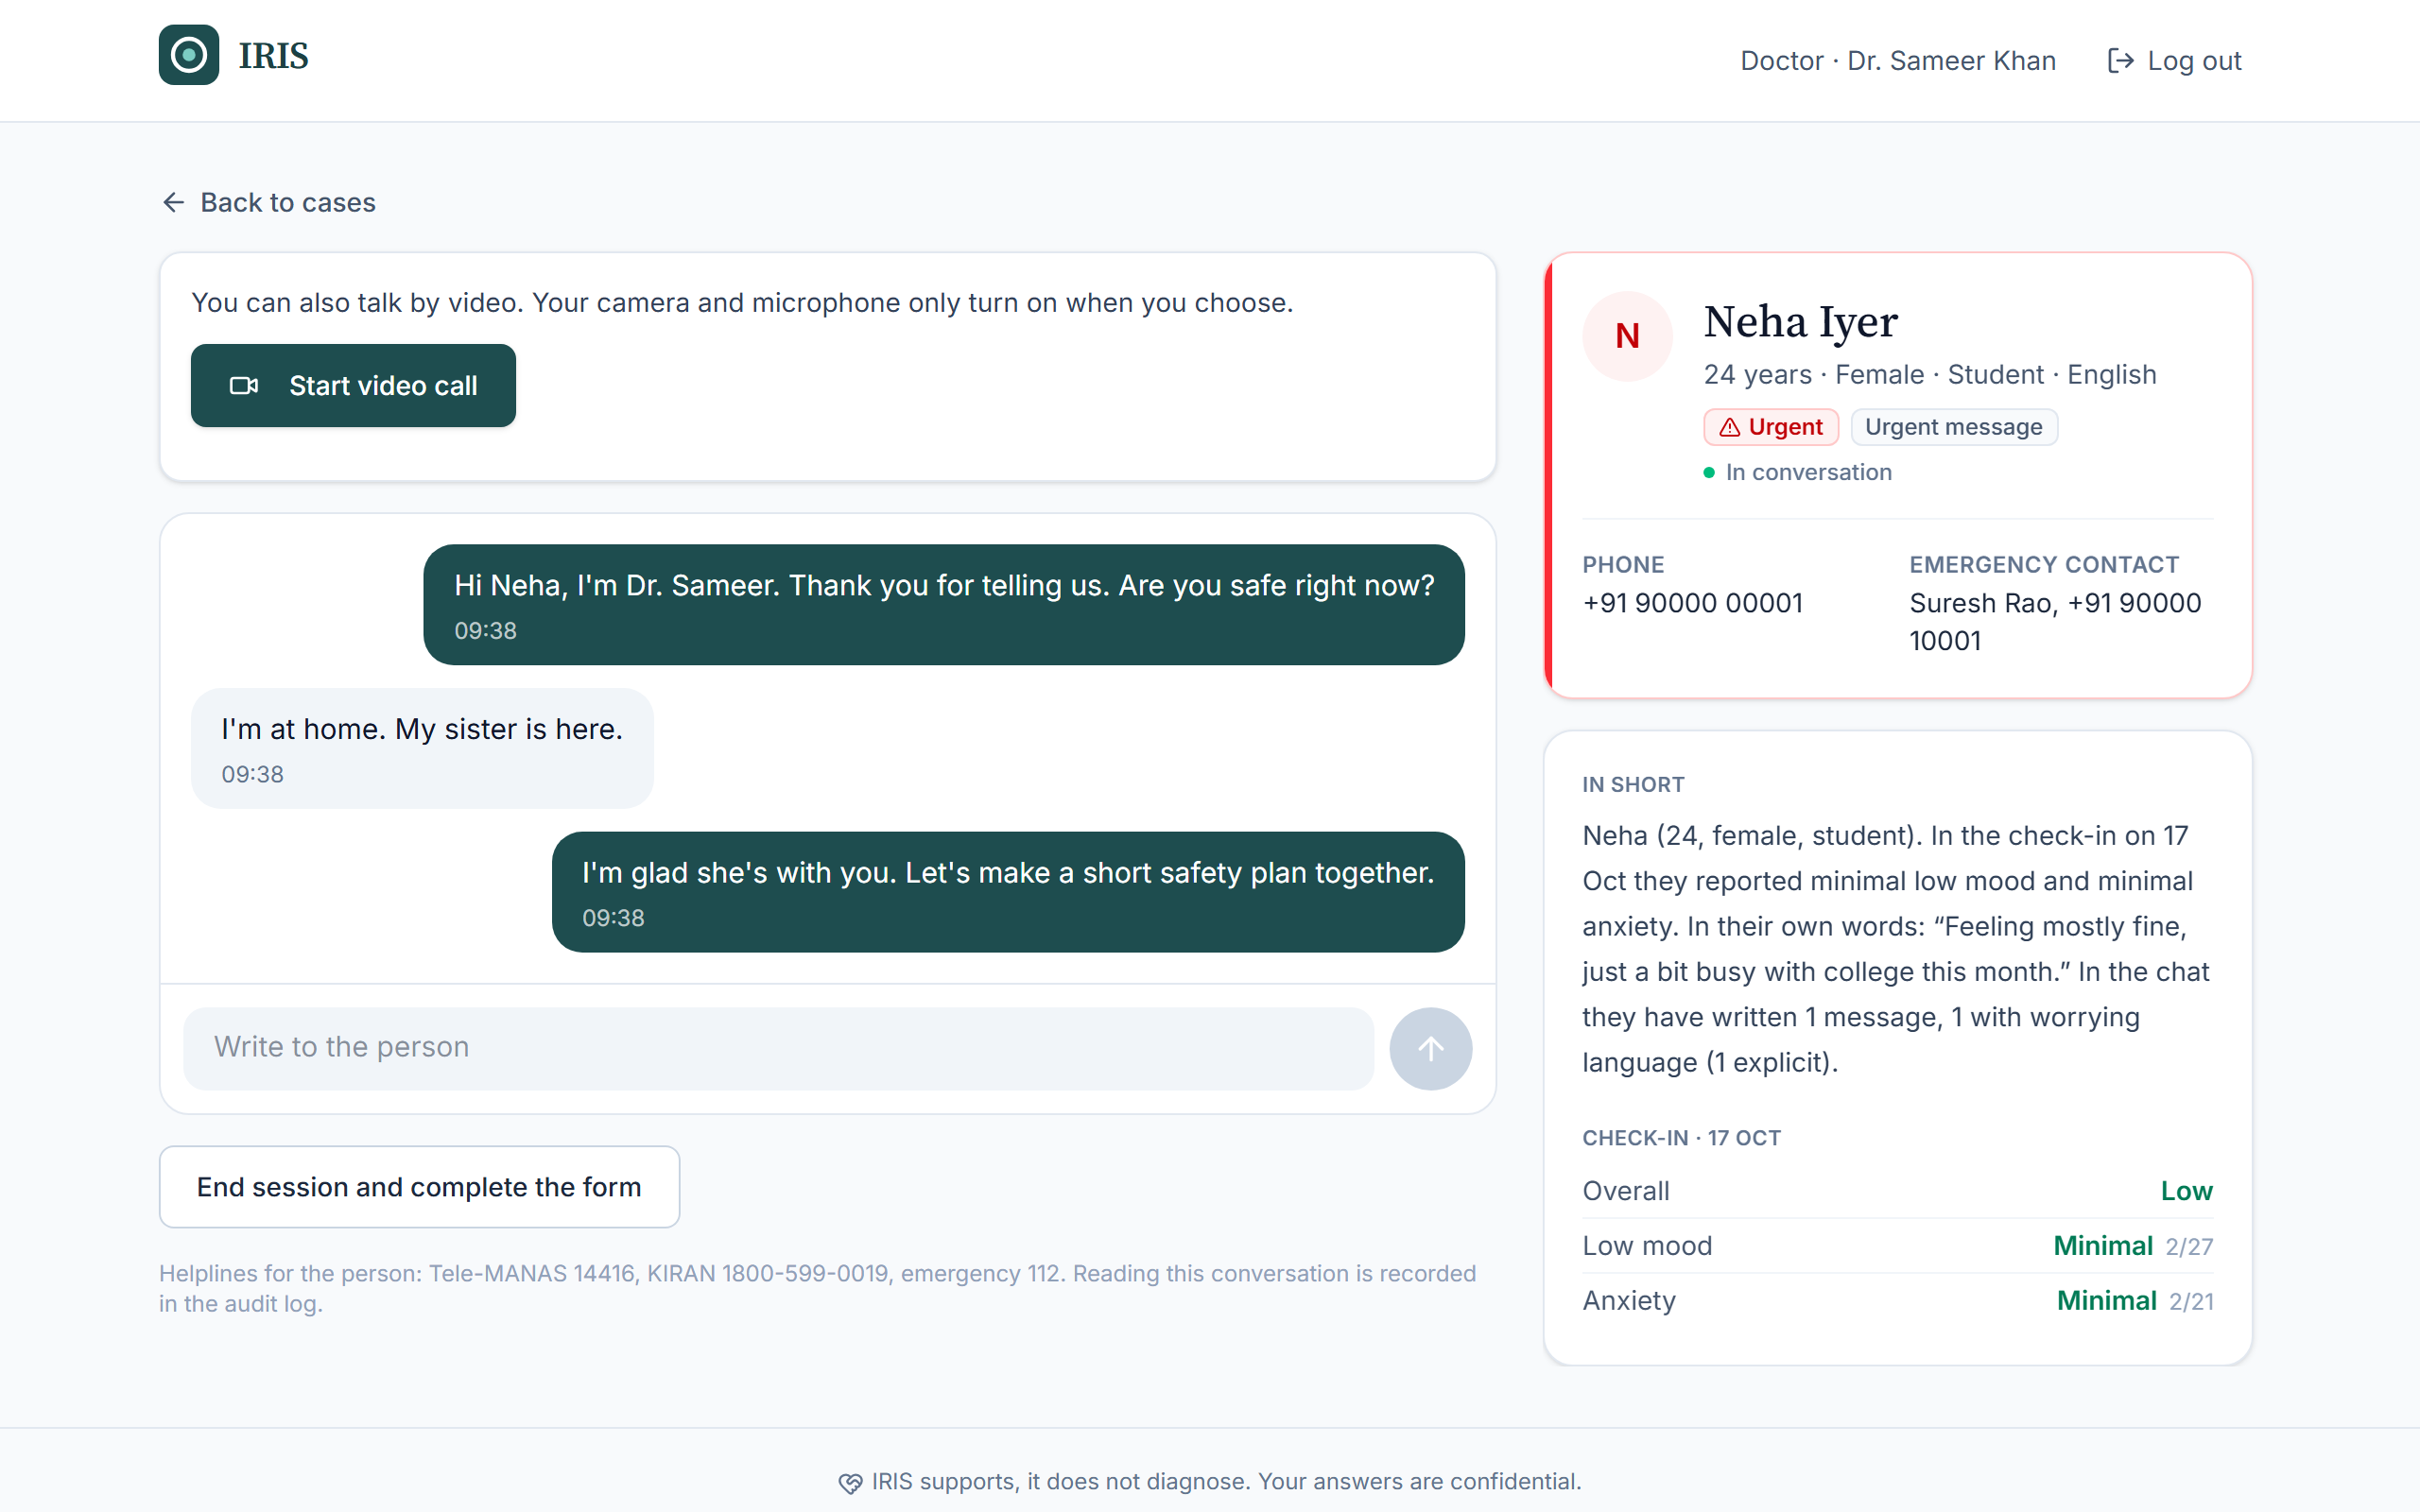 IRIS
Doctor · Dr. Sameer Khan
Log out
Back to cases
You can also talk by video. Your camera and microphone only turn on when you choose.
Start video call
Hi Neha, I'm Dr. Sameer. Thank you for telling us. Are you safe right now?
09:38
I'm at home. My sister is here.
09:38
I'm glad she's with you. Let's make a short safety plan together.
09:38
Write to the person
End session and complete the form
Helplines for the person: Tele-MANAS 14416, KIRAN 1800-599-0019, emergency 112. Reading this conversation is recorded
in the audit log.
N
Neha Iyer
24 years · Female · Student · English
Urgent
Urgent message
In conversation
PHONE
+91 90000 00001
EMERGENCY CONTACT
Suresh Rao, +91 90000
10001
IN SHORT
Neha (24, female, student). In the check-in on 17
Oct they reported minimal low mood and minimal
anxiety. In their own words: “Feeling mostly fine,
just a bit busy with college this month.” In the chat
they have written 1 message, 1 with worrying
language (1 explicit).
CHECK-IN · 17 OCT
Overall Low
Low mood Minimal 2/27
Anxiety Minimal 2/21
IRIS supports, it does not diagnose. Your answers are confidential.